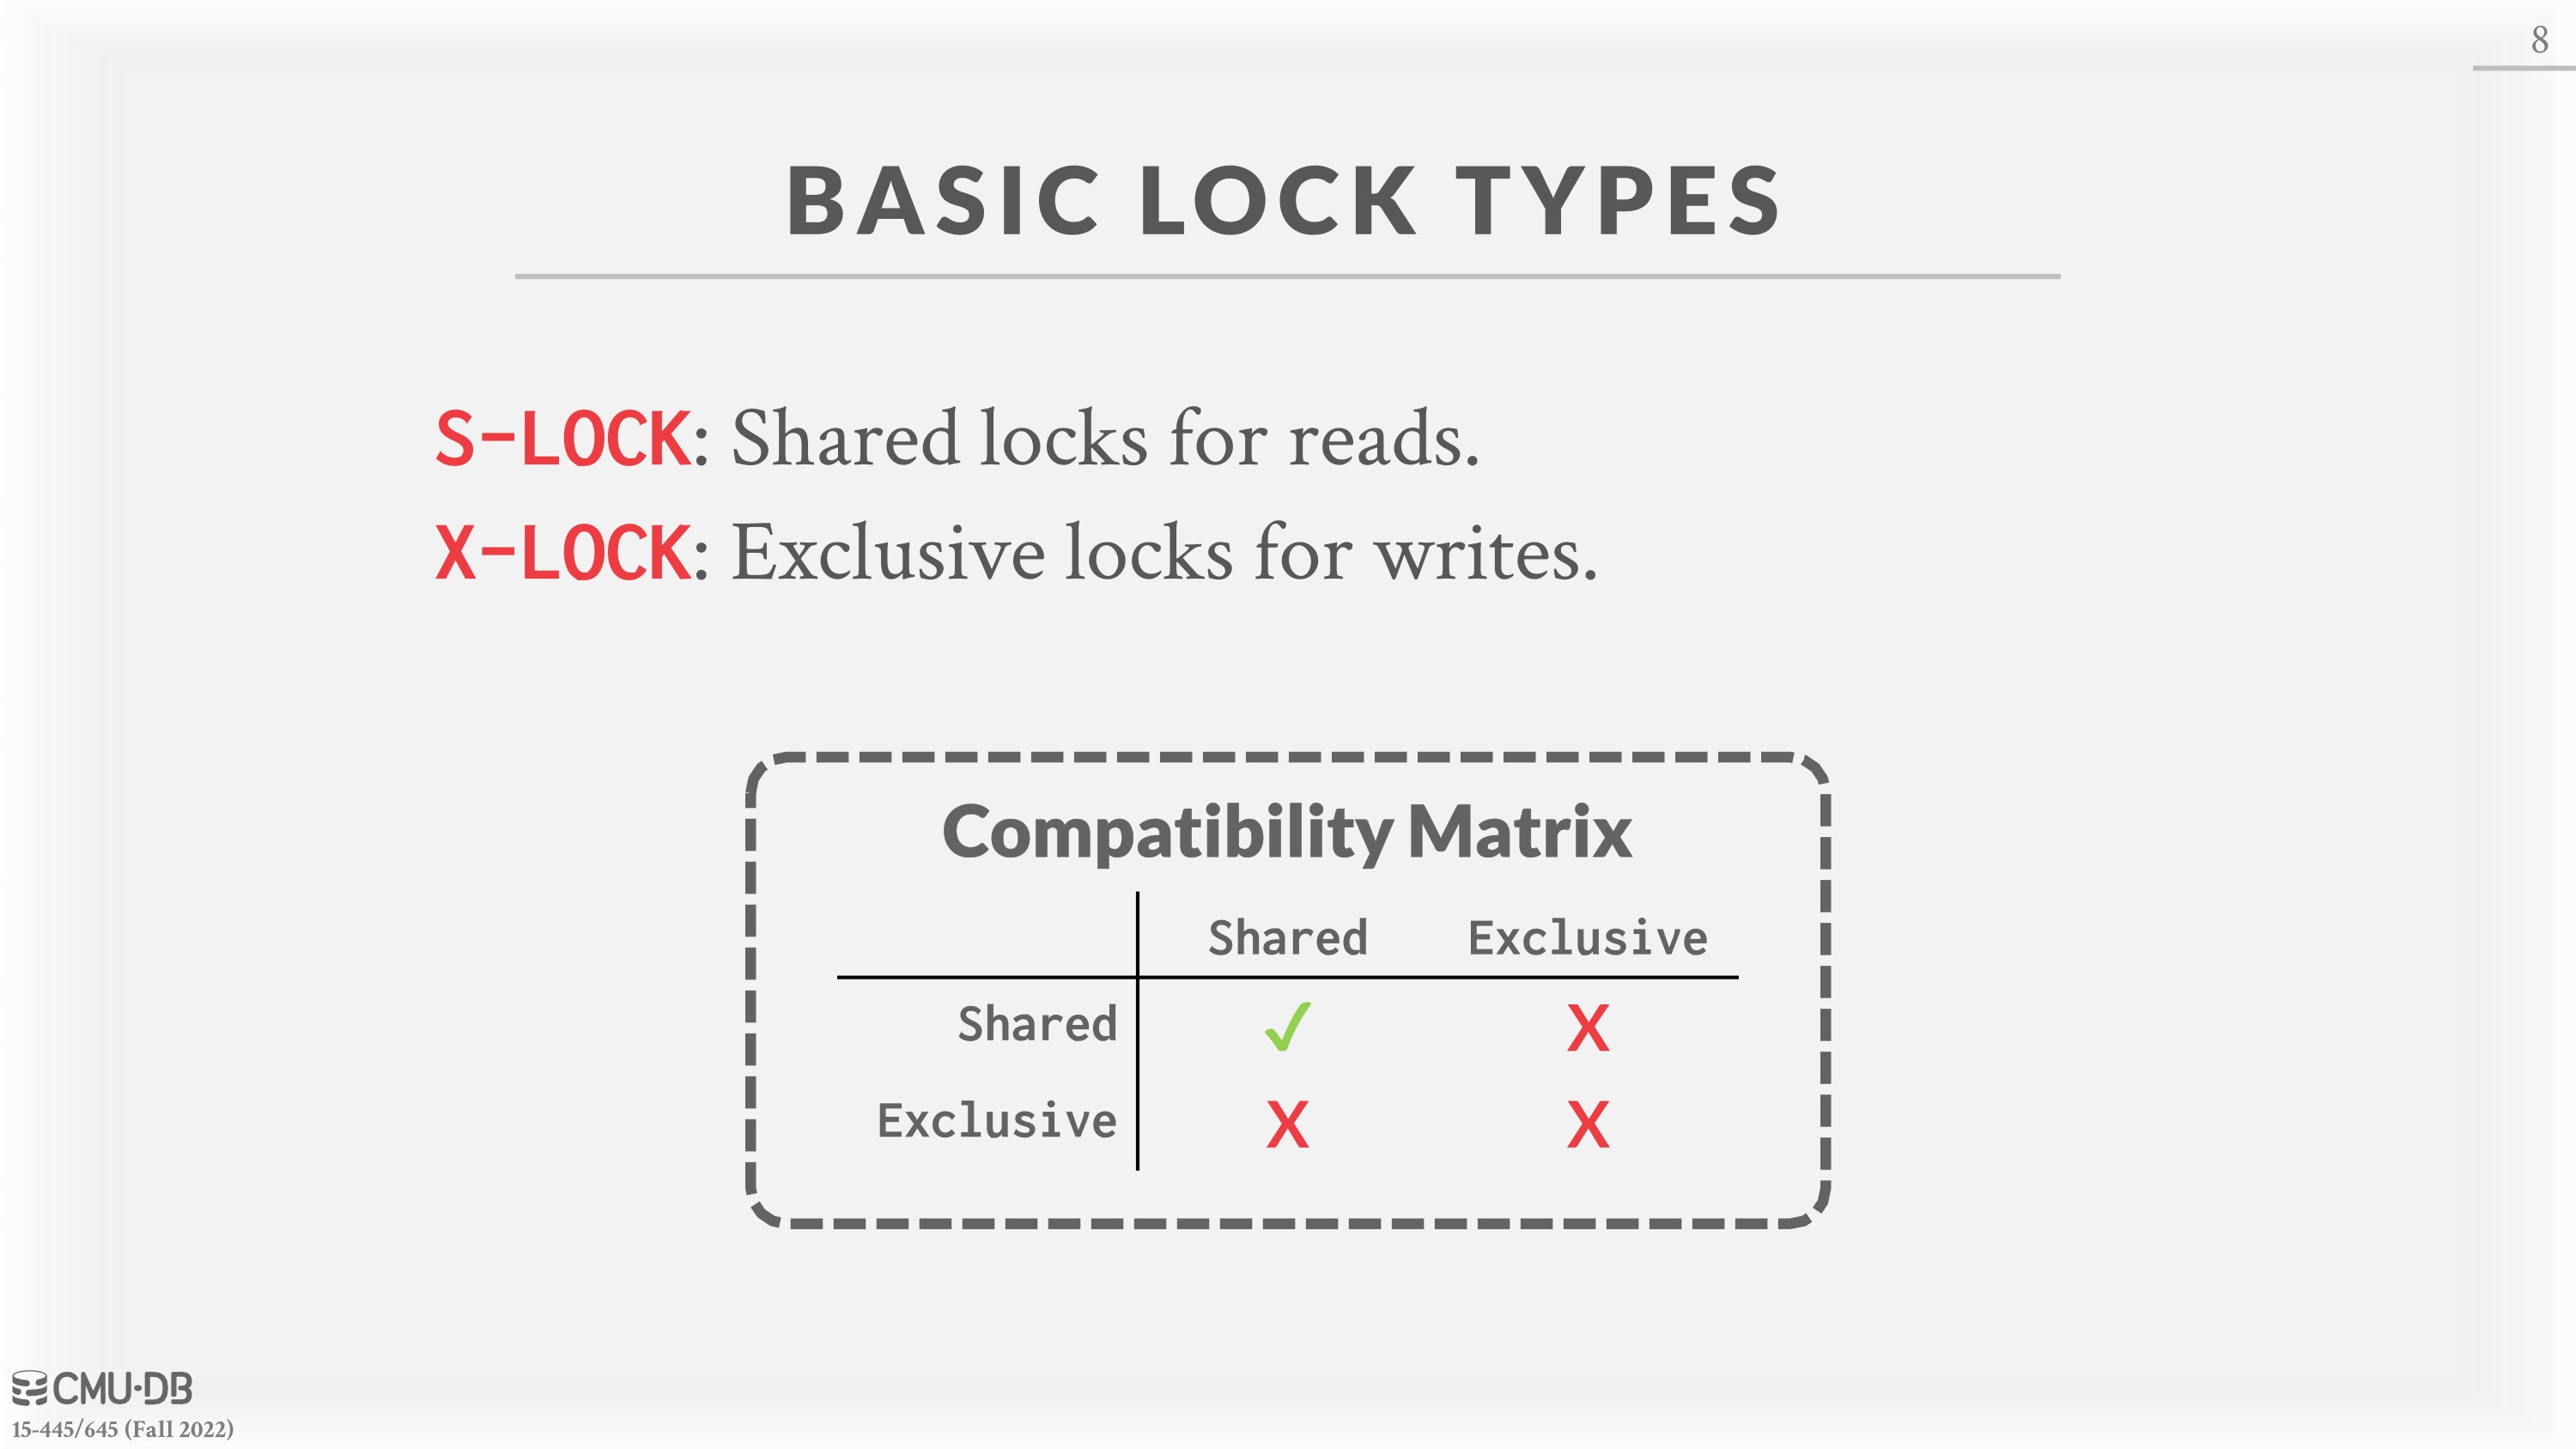 8
BASIC LOCK TYPES
S-LOCK: Shared locks for reads.
X-LOCK: Exclusive locks for writes.
Compatibility Matrix
Shared Exclusive
Shared ✓ X
Exclusive X X
CMU·DB
15-445/645 (Fall 2022)